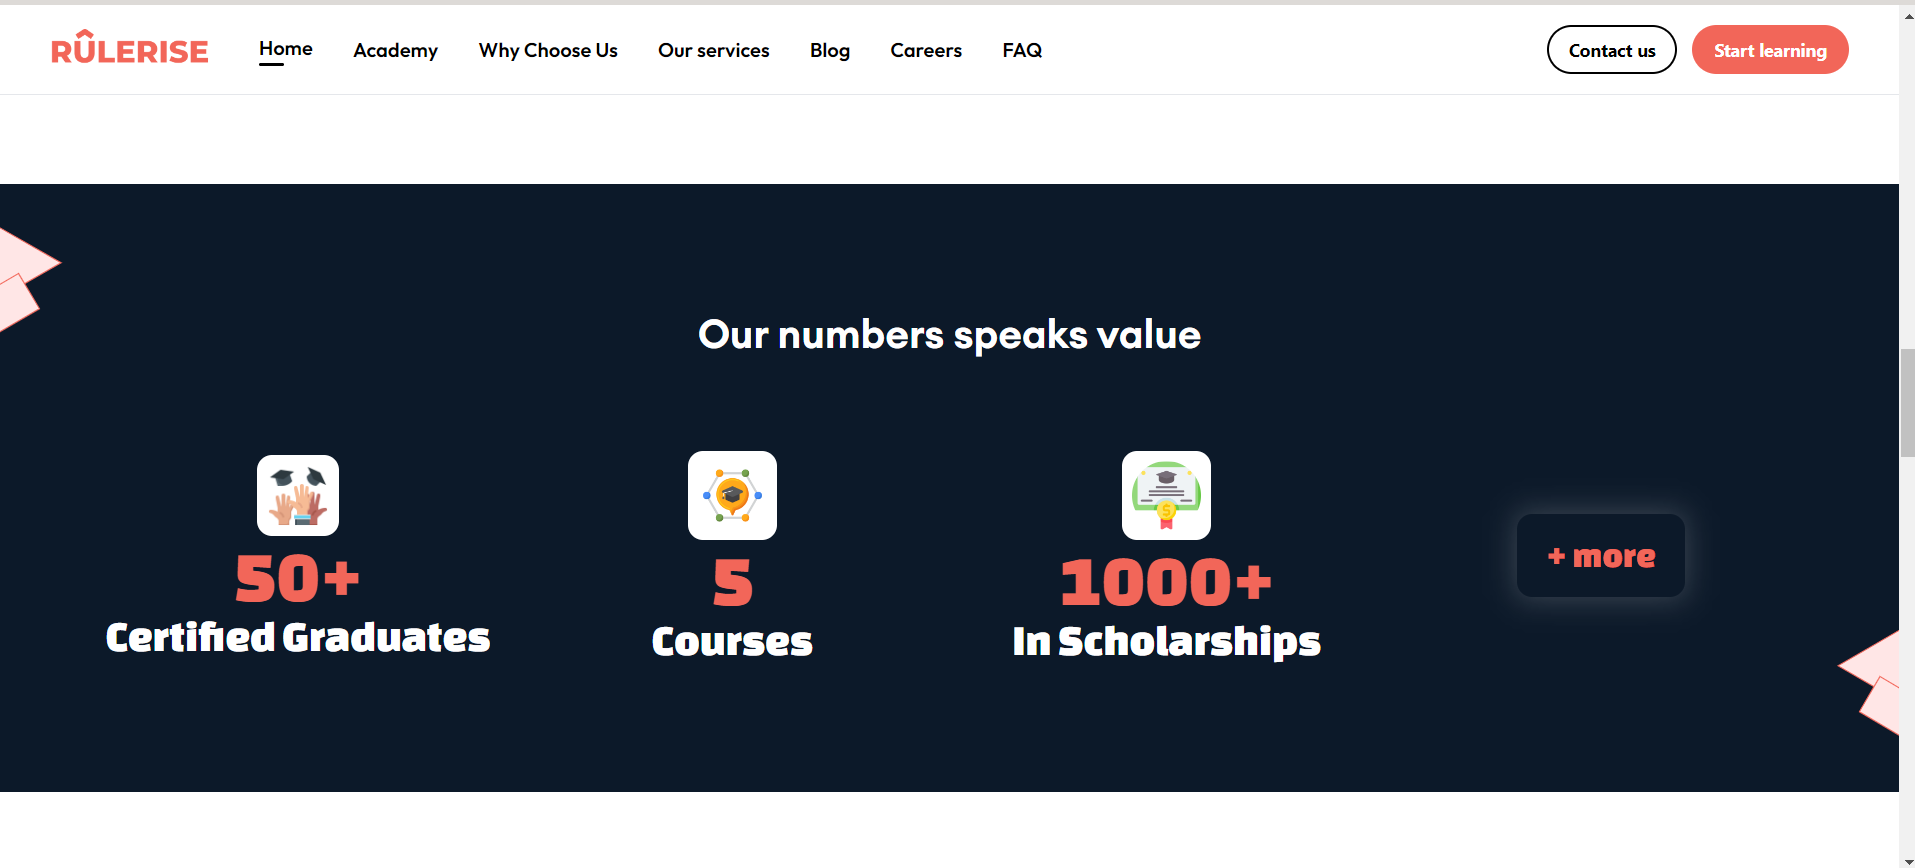 RÛLERISE
Home Academy Why Choose Us Our services Blog Careers FAQ Contact us Start learning
Our numbers speaks value
50+
Certified Graduates
5
Courses
$
1000+
In Scholarships
+ more